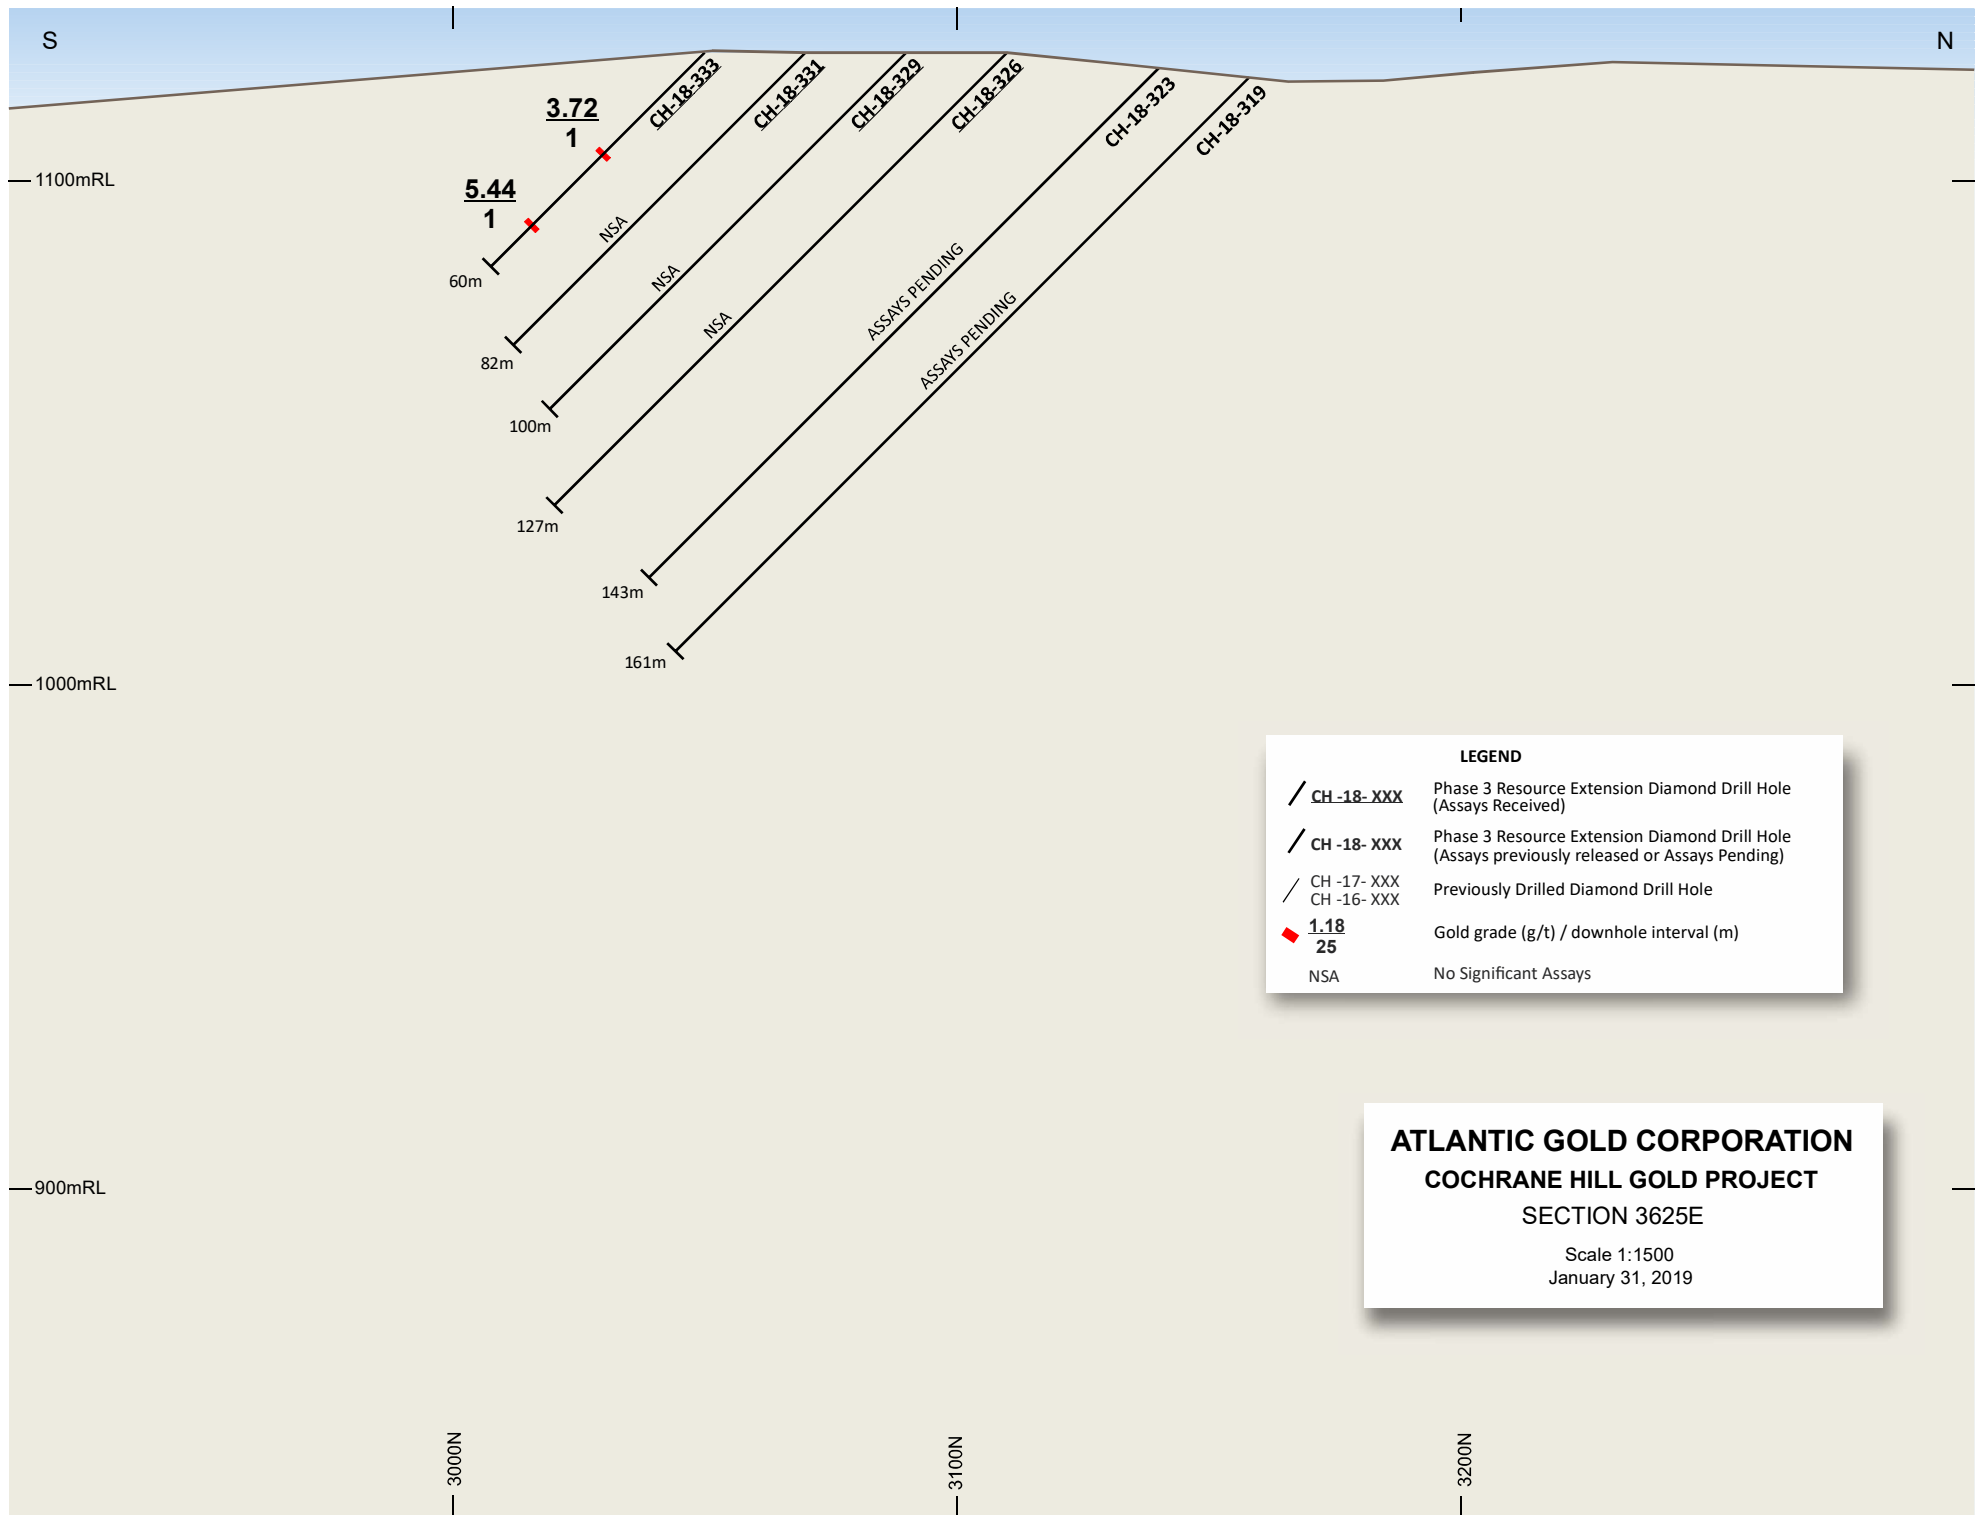 S
N
CH-18-333
CH-18-331
CH-18-329
CH-18-326
CH-18-323
CH-18-319
3.72
1
1100mRL
5.44
1
NSA
NSA
NSA
ASSAYS PENDING
ASSAYS PENDING
60m
82m
100m
127m
143m
161m
1000mRL
LEGEND
CH -18- XXX
Phase 3 Resource Extension Diamond Drill Hole
(Assays Received)
CH -18- XXX
Phase 3 Resource Extension Diamond Drill Hole
(Assays previously released or Assays Pending)
CH -17- XXX
CH -16- XXX
Previously Drilled Diamond Drill Hole
1.18
25
Gold grade (g/t) / downhole interval (m)
NSA
No Significant Assays
900mRL
ATLANTIC GOLD CORPORATION
COCHRANE HILL GOLD PROJECT
SECTION 3625E
Scale 1:1500
January 31, 2019
3000N
3100N
3200N